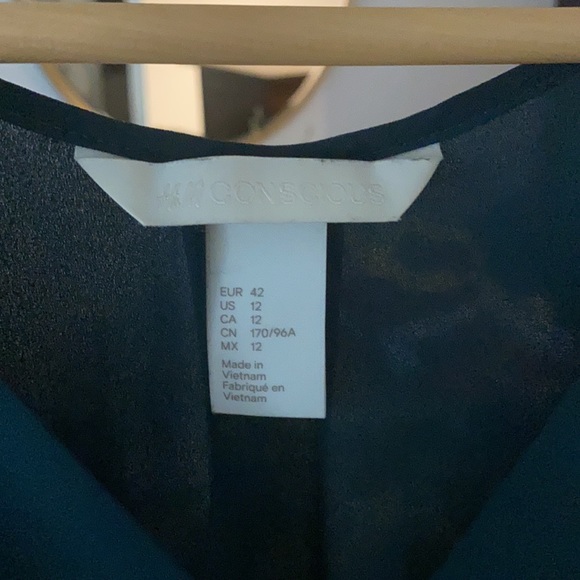 H&M CONSCIOUS
EUR 42
US 12
CA 12
CN 170/96A
MX 12
Made in
Vietnam
Fabriqué en
Vietnam